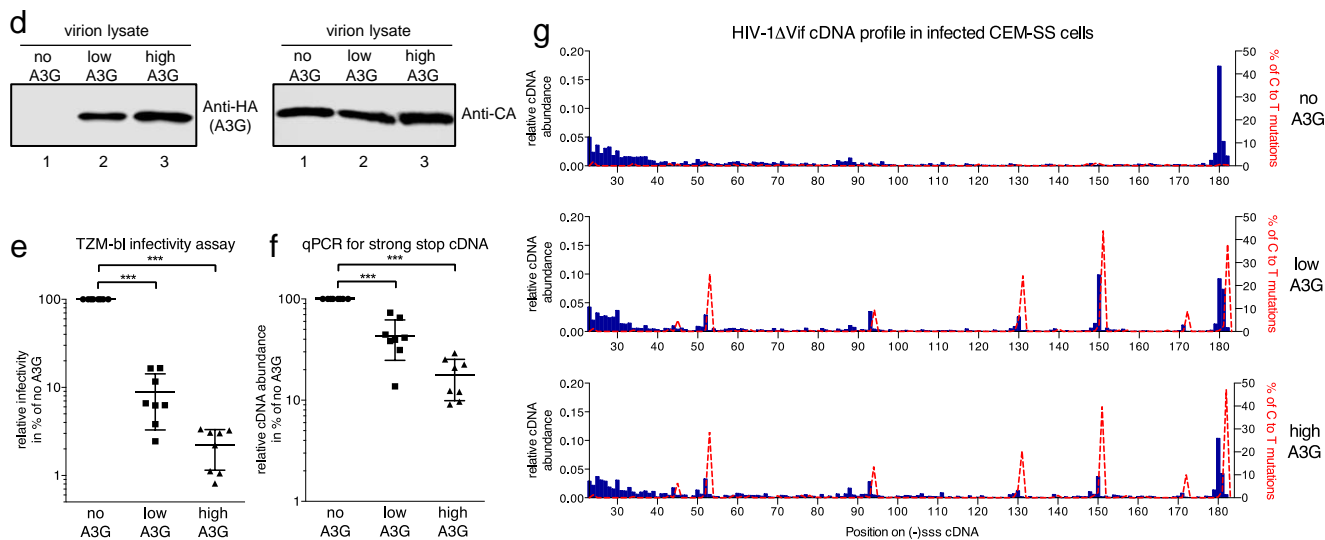 d
virion lysate
no A3G
low A3G
high A3G
Anti-HA
(A3G)
1 2 3
virion lysate
no A3G
low A3G
high A3G
Anti-CA
1 2 3
e
TZM-bl infectivity assay
***
***
relative infectivity
in % of no A3G
100
10
1
no A3G
low A3G
high A3G
f
qPCR for strong stop cDNA
***
***
relative cDNA abundance
in % of no A3G
100
10
1
no A3G
low A3G
high A3G
g
HIV-1ΔVif cDNA profile in infected CEM-SS cells
relative cDNA
abundance
0.20
0.15
0.10
0.05
0.00
30 40 50 60 70 80 90 100 110 120 130 140 150 160 170 180
50
40
30
20
10
0
% of C to T mutations
no
A3G
relative cDNA
abundance
0.20
0.15
0.10
0.05
0.00
30 40 50 60 70 80 90 100 110 120 130 140 150 160 170 180
50
40
30
20
10
0
% of C to T mutations
low
A3G
relative cDNA
abundance
0.20
0.15
0.10
0.05
0.00
30 40 50 60 70 80 90 100 110 120 130 140 150 160 170 180
50
40
30
20
10
0
% of C to T mutations
high
A3G
Position on (-)sss cDNA